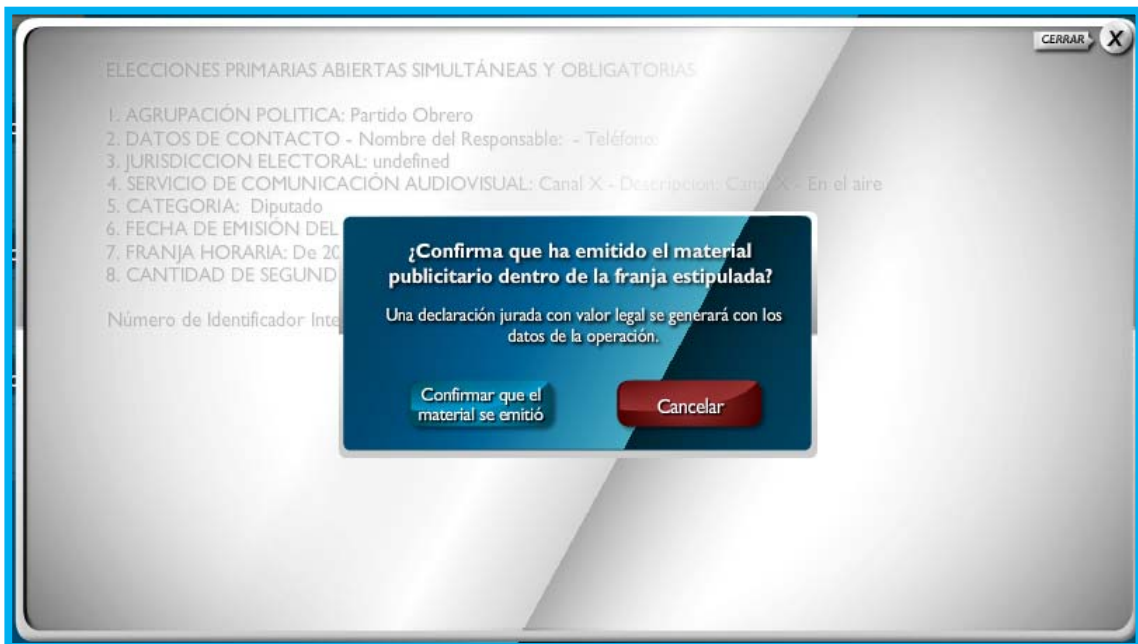 CERRAR X
ELECCIONES PRIMARIAS ABIERTAS SIMULTÁNEAS Y OBLIGATORIAS
1. AGRUPACIÓN POLITICA: Partido Obrero
2. DATOS DE CONTACTO - Nombre del Responsable: - Teléfono:
3. JURISDICCION ELECTORAL: undefined
4. SERVICIO DE COMUNICACIÓN AUDIOVISUAL: Canal X - Descripción: Canal X - En el aire
5. CATEGORIA: Diputado
6. FECHA DE EMISIÓN DEL
7. FRANJA HORARIA: De 20
8. CANTIDAD DE SEGUND
Número de Identificador Inte
¿Confirma que ha emitido el material
publicitario dentro de la franja estipulada?
Una declaración jurada con valor legal se generará con los
datos de la operación.
Confirmar que el
material se emitió
Cancelar